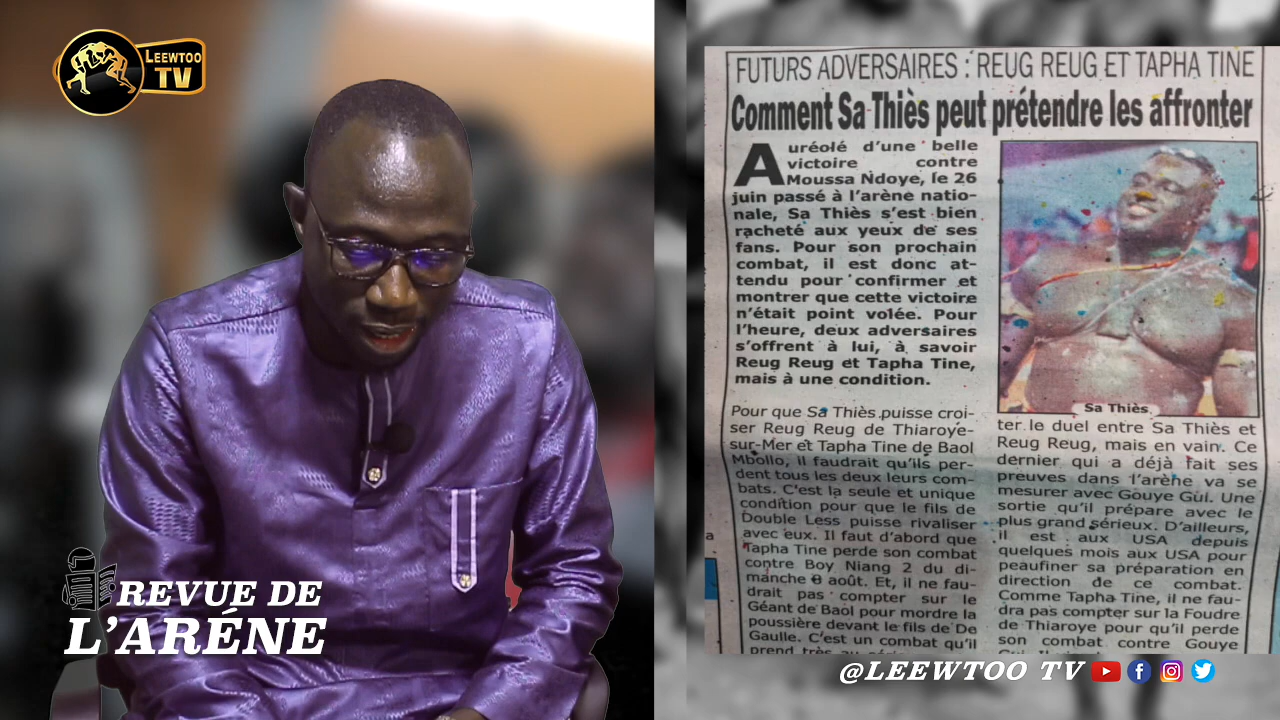 LEEWTOO
TV
REVUE DE
L'ARÉNE
FUTURS ADVERSAIRES : REUG REUG ET TAPHA TINE
Comment Sa Thiès peut prétendre les affronter
Auréolé d'une belle
victoire contre
Moussa Ndoye, le 26
juin passé à l'arène natio-
nale, Sa Thiès s'est bien
racheté aux yeux de ses
fans. Pour son prochain
combat, il est donc at-
tendu pour confirmer et
montrer que cette victoire
n'était point volée. Pour
l'heure, deux adversaires
s'offrent à lui, à savoir
Reug Reug et Tapha Tine,
mais à une condition.
Pour que Sa Thiès puisse croi-
ser Reug Reug de Thiaroye-
sur-Mer et Tapha Tine de Baol
Mbollo, il faudrait qu'ils per-
dent tous les deux leurs com-
bats. C'est la seule et unique
condition pour que le fils de
Double Less puisse rivaliser
avec eux. Il faut d'abord que
Tapha Tine perde son combat
contre Boy Niang 2 du di-
manche août. Et, il ne fau-
drait pas compter sur le
Géant de Baol pour mordre la
poussière devant le fils de De
Gaulle. C'est un combat qu'il
prend très au
Sa Thiès
ter le duel entre Sa Thiès et
Reug Reug, mais en vain. Ce
dernier qui a déjà fait ses
preuves dans l'arène va se
mesurer avec Gouye Gui. Une
sortie qu'il prépare avec le
plus grand sérieux. D'ailleurs,
il est aux USA depuis
quelques mois aux USA pour
peaufiner sa préparation en
direction de ce combat.
Comme Tapha Tine, il ne fau-
dra pas compter sur la Foudre
de Thiaroye pour qu'il perde
son combat contre Gouye
@LEEWTOO TV